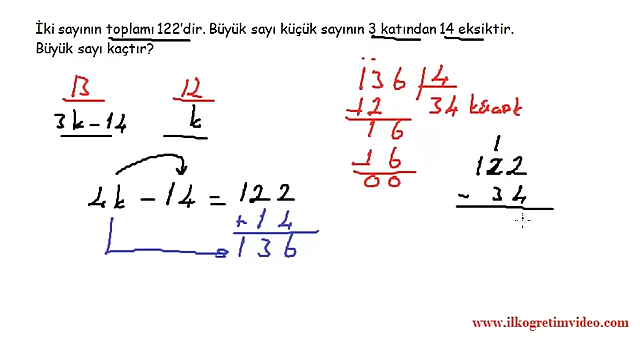 İki sayının toplamı 122'dir. Büyük sayı küçük sayının 3 katından 14 eksiktir.
Büyük sayı kaçtır?
B
3k-14
12
k
4k - 14 = 122
+14
136
136 4
-12 34 küçük
16
-16
00
1
122
- 34
www.ilkogretimvideo.com